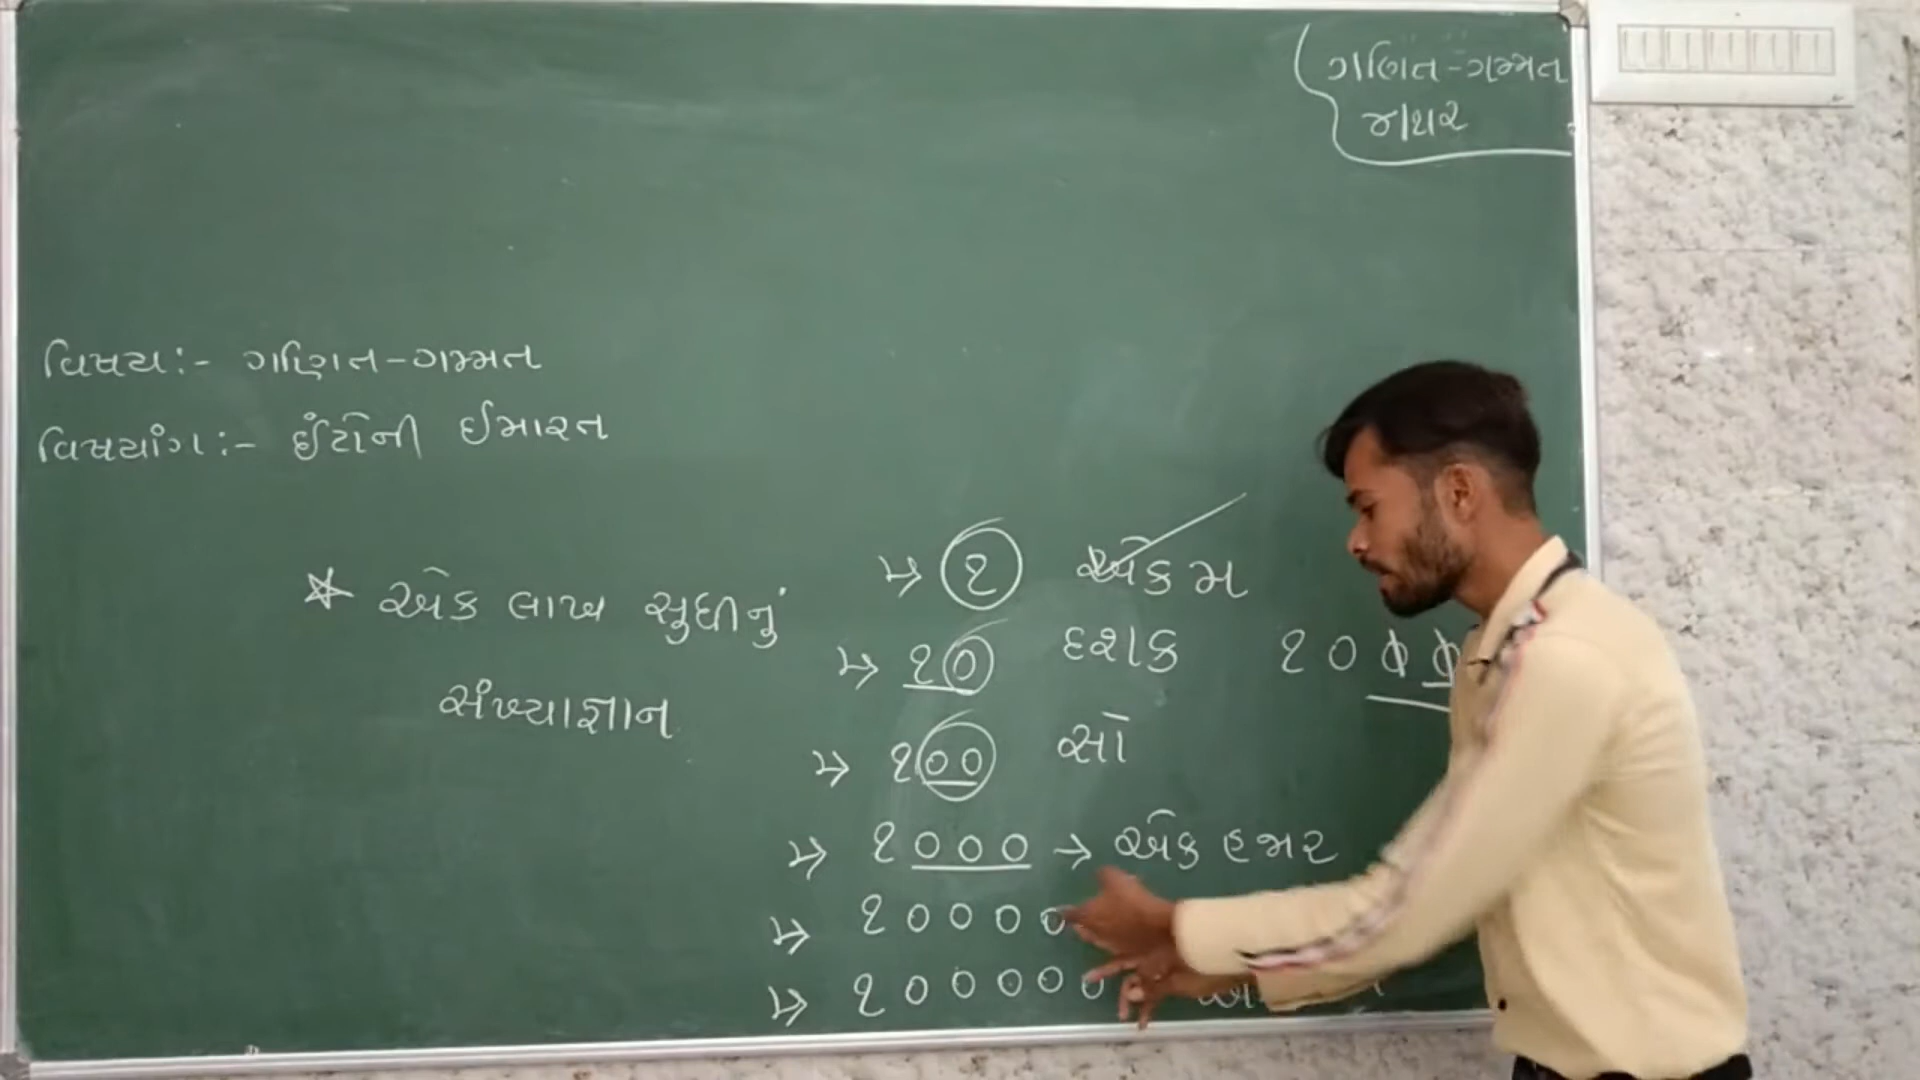 ગણિત-ગમ્મત
જાદાર
વિષય:- ગણિત-ગમ્મત
વિષયાંગ:- ઈંટોની ઈમારત
* એક લાખ સુધીનું
સંખ્યાજ્ઞાન
→ ૧ એકમ
→ ૧૦ દશક ૧૦૦૦
→ ૧૦૦ સો
→ ૧૦૦૦ → એક હજાર
→ ૧૦૦૦૦
→ ૧૦૦૦૦૦